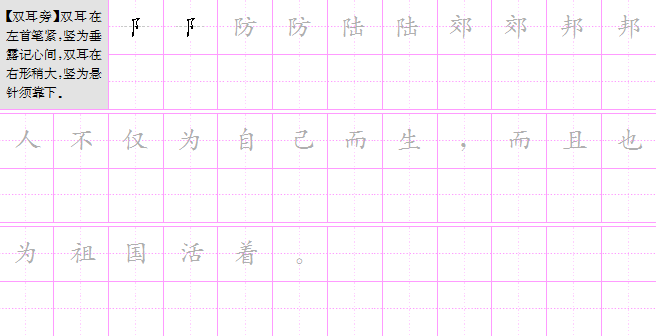 【双耳旁】双耳在
左首笔紧,竖为垂
露记心间,双耳在
右形稍大,竖为悬
针须靠下。
阝阝防防陆陆郊郊邦邦
人不仅为自己而生，而且也
为祖国活着。